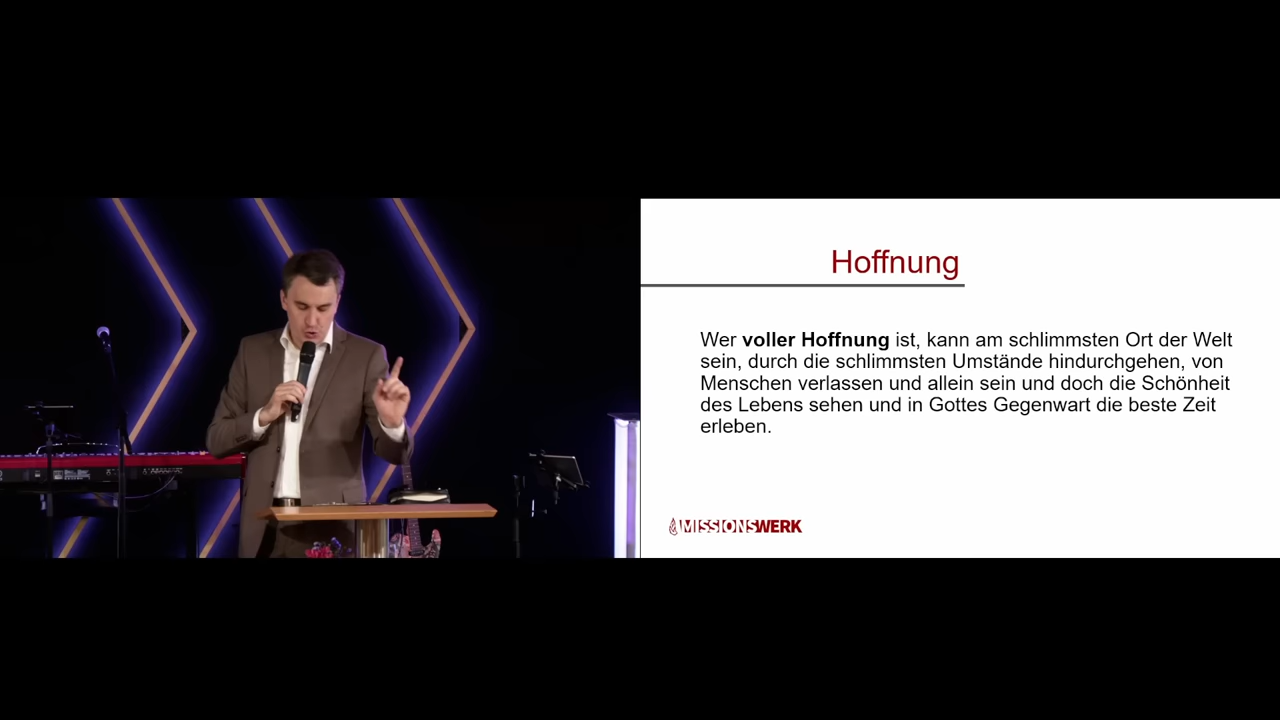 Hoffnung
Wer voller Hoffnung ist, kann am schlimmsten Ort der Welt
sein, durch die schlimmsten Umstände hindurchgehen, von
Menschen verlassen und allein sein und doch die Schönheit
des Lebens sehen und in Gottes Gegenwart die beste Zeit
erleben.
MISSIONSWERK